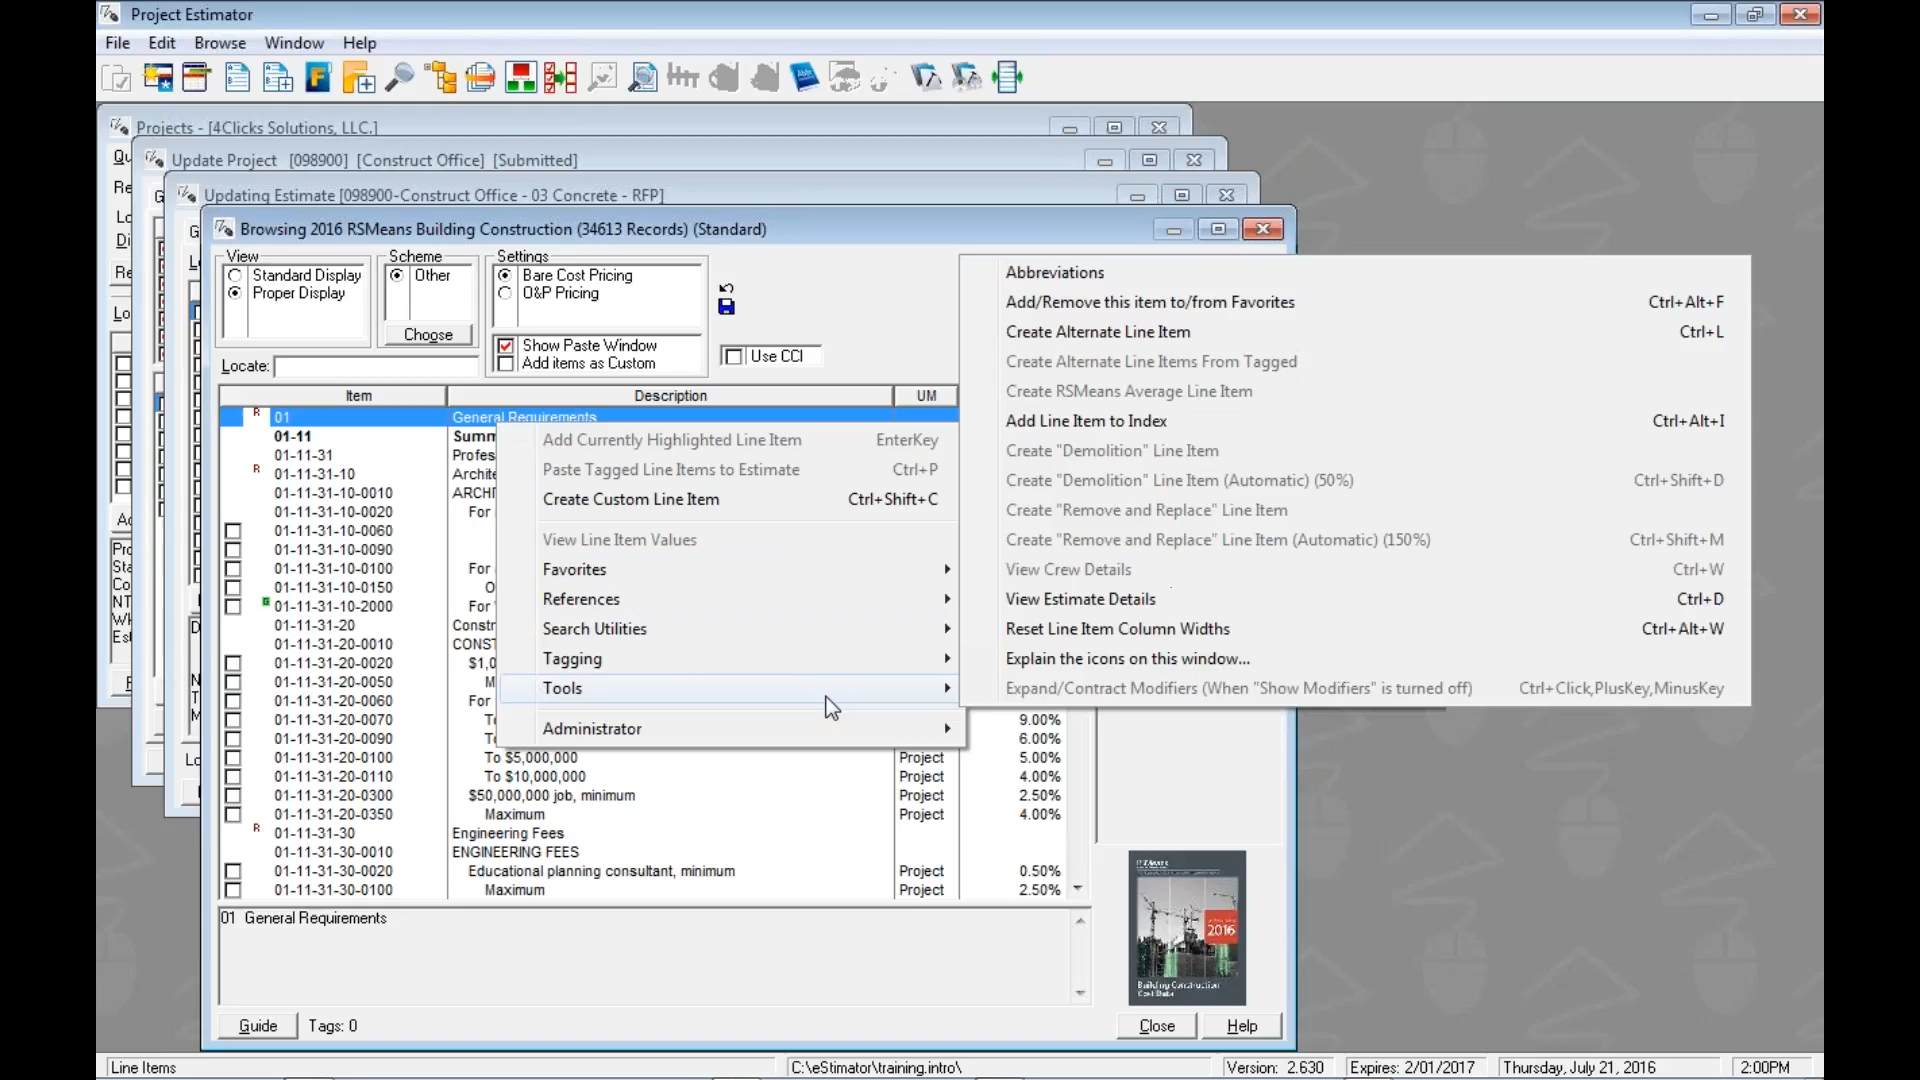 Project Estimator
File Edit Browse Window Help
Projects - [4Clicks Solutions, LLC.]
Update Project [098900] [Construct Office] [Submitted]
Updating Estimate [098900-Construct Office - 03 Concrete - RFP]
Browsing 2016 RSMeans Building Construction (34613 Records) (Standard)
View
Standard Display
Proper Display
Scheme
Other
Choose
Settings
Bare Cost Pricing
O&P Pricing
Show Paste Window
Add items as Custom
Use CCI
Locate:
Item Description UM
R 01 General Requirements
01-11 Summ
01-11-31 Profes
R 01-11-31-10 Archite
01-11-31-10-0010 ARCHI
01-11-31-10-0020 For
01-11-31-10-0060
01-11-31-10-0090
01-11-31-10-0100 For
01-11-31-10-0150 O
G 01-11-31-10-2000 For
01-11-31-20 Constr
01-11-31-20-0010 CONST
01-11-31-20-0020 $1,0
01-11-31-20-0050 M
01-11-31-20-0060 For
01-11-31-20-0070 To 9.00%
01-11-31-20-0090 To 6.00%
01-11-31-20-0100 To $5,000,000 Project 5.00%
01-11-31-20-0110 To $10,000,000 Project 4.00%
01-11-31-20-0300 $50,000,000 job, minimum Project 2.50%
01-11-31-20-0350 Maximum Project 4.00%
R 01-11-31-30 Engineering Fees
01-11-31-30-0010 ENGINEERING FEES
01-11-31-30-0020 Educational planning consultant, minimum Project 0.50%
01-11-31-30-0100 Maximum Project 2.50%
Add Currently Highlighted Line Item EnterKey
Paste Tagged Line Items to Estimate Ctrl+P
Create Custom Line Item Ctrl+Shift+C
View Line Item Values
Favorites
References
Search Utilities
Tagging
Tools
Administrator
Abbreviations
Add/Remove this item to/from Favorites Ctrl+Alt+F
Create Alternate Line Item Ctrl+L
Create Alternate Line Items From Tagged
Create RSMeans Average Line Item
Add Line Item to Index Ctrl+Alt+I
Create "Demolition" Line Item
Create "Demolition" Line Item (Automatic) (50%) Ctrl+Shift+D
Create "Remove and Replace" Line Item
Create "Remove and Replace" Line Item (Automatic) (150%) Ctrl+Shift+M
View Crew Details Ctrl+W
View Estimate Details Ctrl+D
Reset Line Item Column Widths Ctrl+Alt+W
Explain the icons on this window...
Expand/Contract Modifiers (When "Show Modifiers" is turned off) Ctrl+Click,PlusKey,MinusKey
01 General Requirements
2016
Building Construction
Cost Data
Guide Tags: 0 Close Help
Line Items C:\eStimator\training.intro\ Version: 2.630 Expires: 2/01/2017 Thursday, July 21, 2016 2:00PM